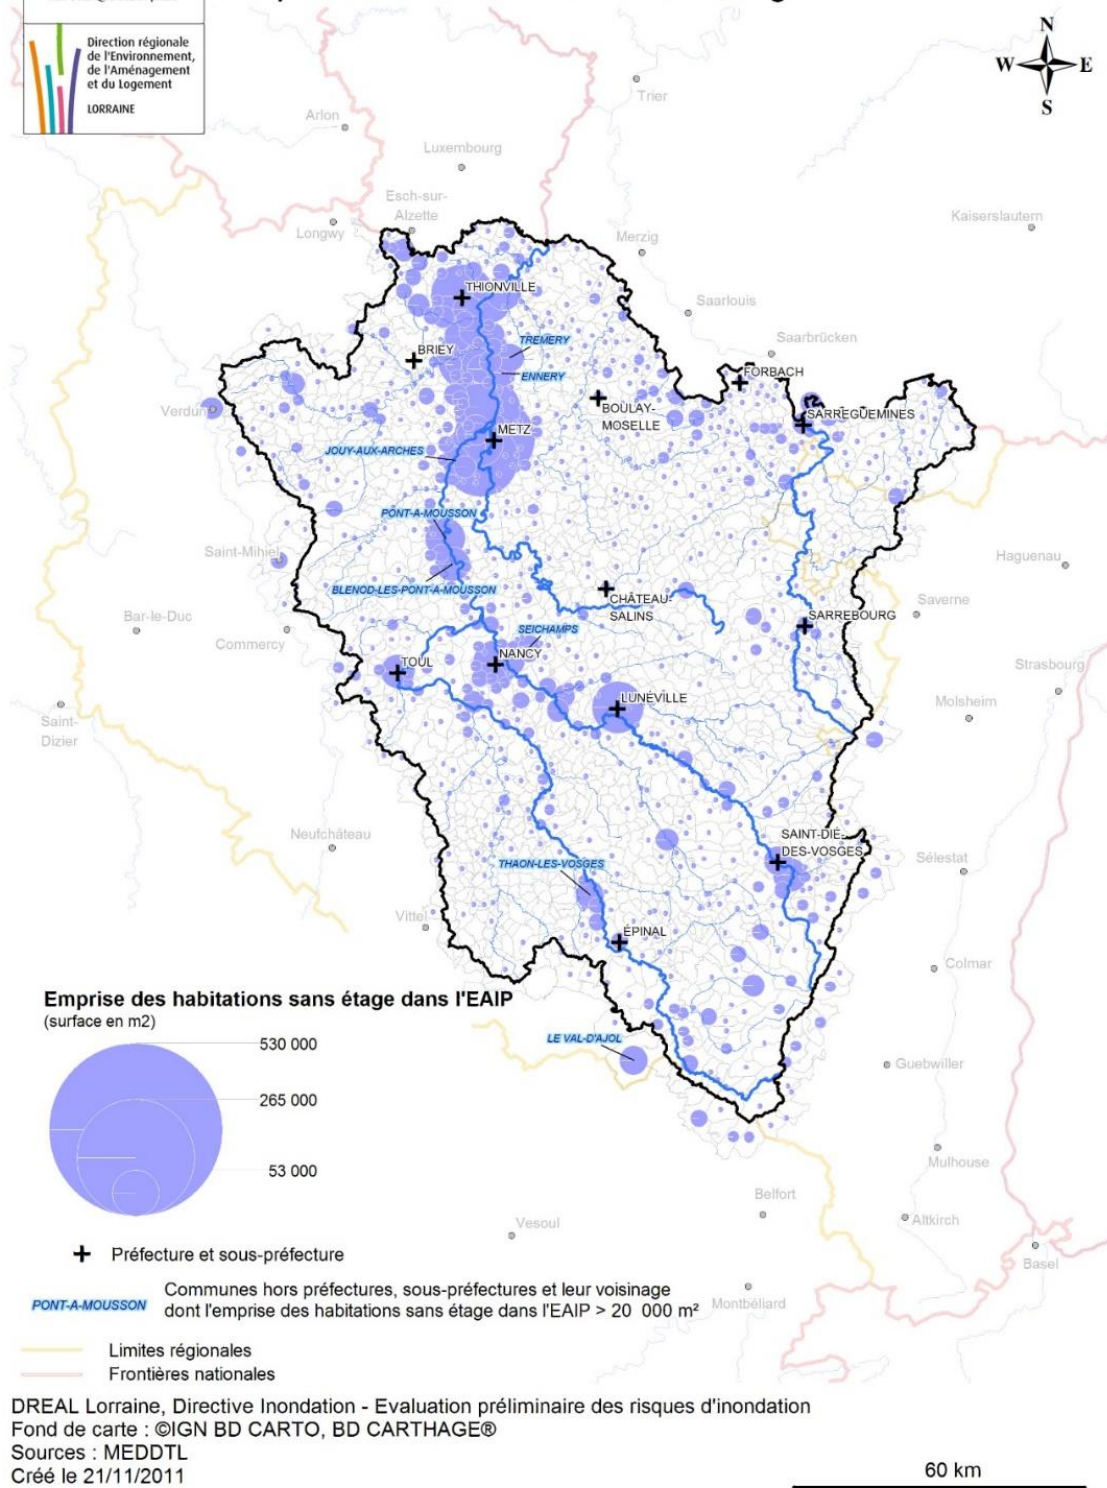 Direction régionale
de l'Environnement,
de l'Aménagement
et du Logement
LORRAINE
N
W E
S
Trier
Arlon
Luxembourg
Esch-sur-
Alzette
Longwy
Kaiserslautern
Merzig
THIONVILLE
Saarlouis
TREMERY
Saarbrücken
BRIEY
ENNERY
FORBACH
Verdun
BOULAY-
MOSELLE
SARREGUEMINES
METZ
JOUY-AUX-ARCHES
PONT-A-MOUSSON
Saint-Mihiel
Haguenau
BLENOD-LES-PONT-A-MOUSSON
CHÂTEAU-
SALINS
Saverne
Bar-le-Duc
SARREBOURG
SEICHAMPS
Commercy
NANCY
TOUL
Strasbourg
LUNÉVILLE
Molsheim
Saint-
Dizier
Neufchâteau
SAINT-DIÉ-
DES-VOSGES
Sélestat
THAON-LES-VOSGES
Vittel
ÉPINAL
Colmar
Emprise des habitations sans étage dans l'EAIP
(surface en m2)
530 000
265 000
53 000
LE VAL-D'AJOL
Guebwiller
Mulhouse
Belfort
Altkirch
Vesoul
Basel
Montbéliard
Préfecture et sous-préfecture
PONT-A-MOUSSON
Communes hors préfectures, sous-préfectures et leur voisinage
dont l'emprise des habitations sans étage dans l'EAIP > 20 000 m²
Limites régionales
Frontières nationales
DREAL Lorraine, Directive Inondation - Evaluation préliminaire des risques d'inondation
Fond de carte : ©IGN BD CARTO, BD CARTHAGE®
Sources : MEDDTL
Créé le 21/11/2011
60 km